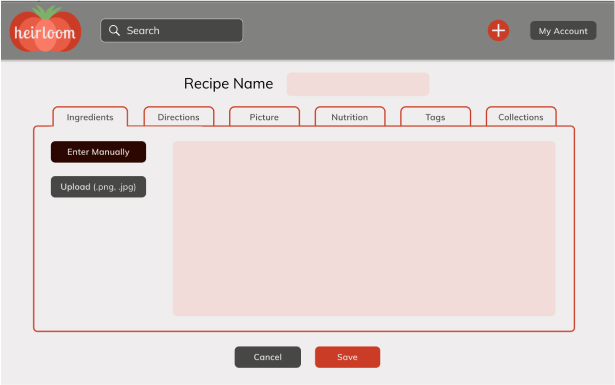 heirloom
Search
My Account
Recipe Name
Ingredients Directions Picture Nutrition Tags Collections
Enter Manually
Upload (.png, .jpg)
Cancel Save